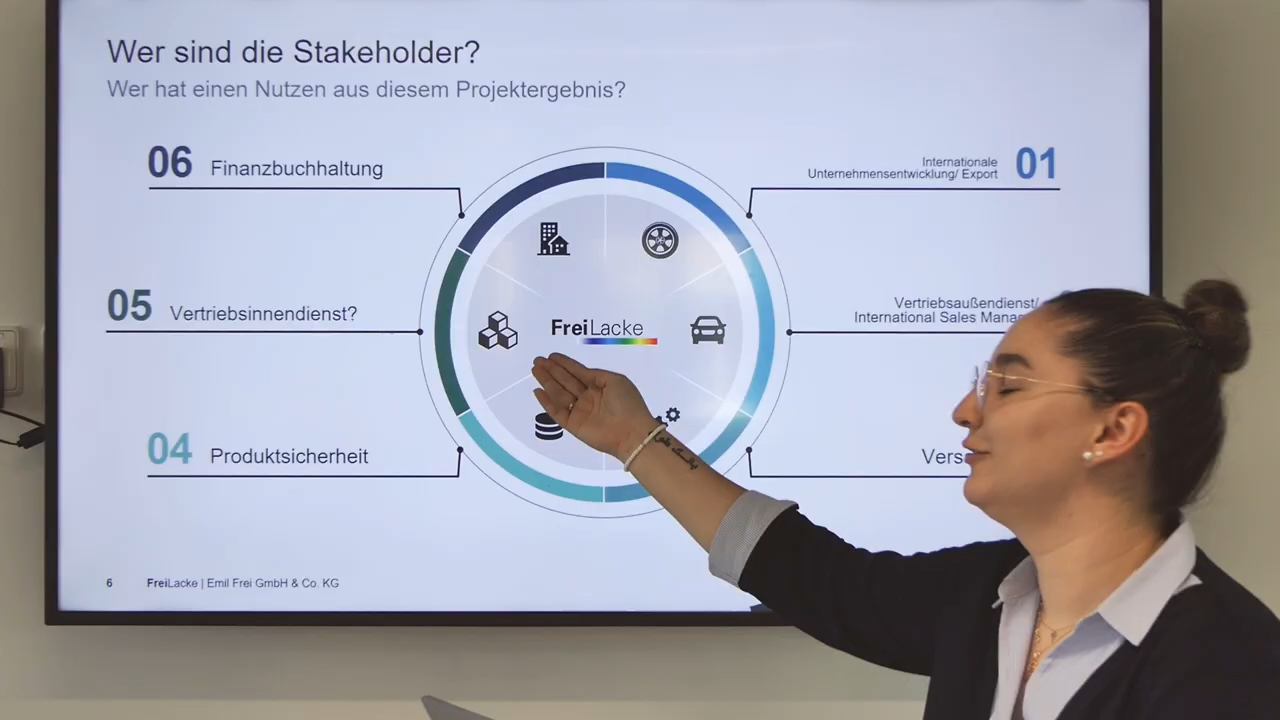 Wer sind die Stakeholder?
Wer hat einen Nutzen aus diesem Projektergebnis?
06 Finanzbuchhaltung
Internationale
Unternehmensentwicklung/ Export 01
05 Vertriebsinnendienst?
Vertriebsaußendienst/
International Sales
FreiLacke
04 Produktsicherheit
6 FreiLacke | Emil Frei GmbH & Co. KG